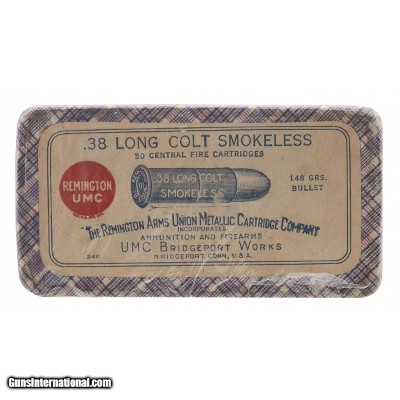 .38 LONG COLT SMOKELESS
50 CENTRAL FIRE CARTRIDGES
REMINGTON
UMC
.38 LONG COLT
SMOKELESS
148 GRS.
BULLET
"THE REMINGTON ARMS UNION METALLIC CARTRIDGE COMPANY
INCORPORATED
AMMUNITION AND FIREARMS
UMC BRIDGEPORT WORKS
240
BRIDGEPORT, CONN., U.S.A.
GunsInternational.com